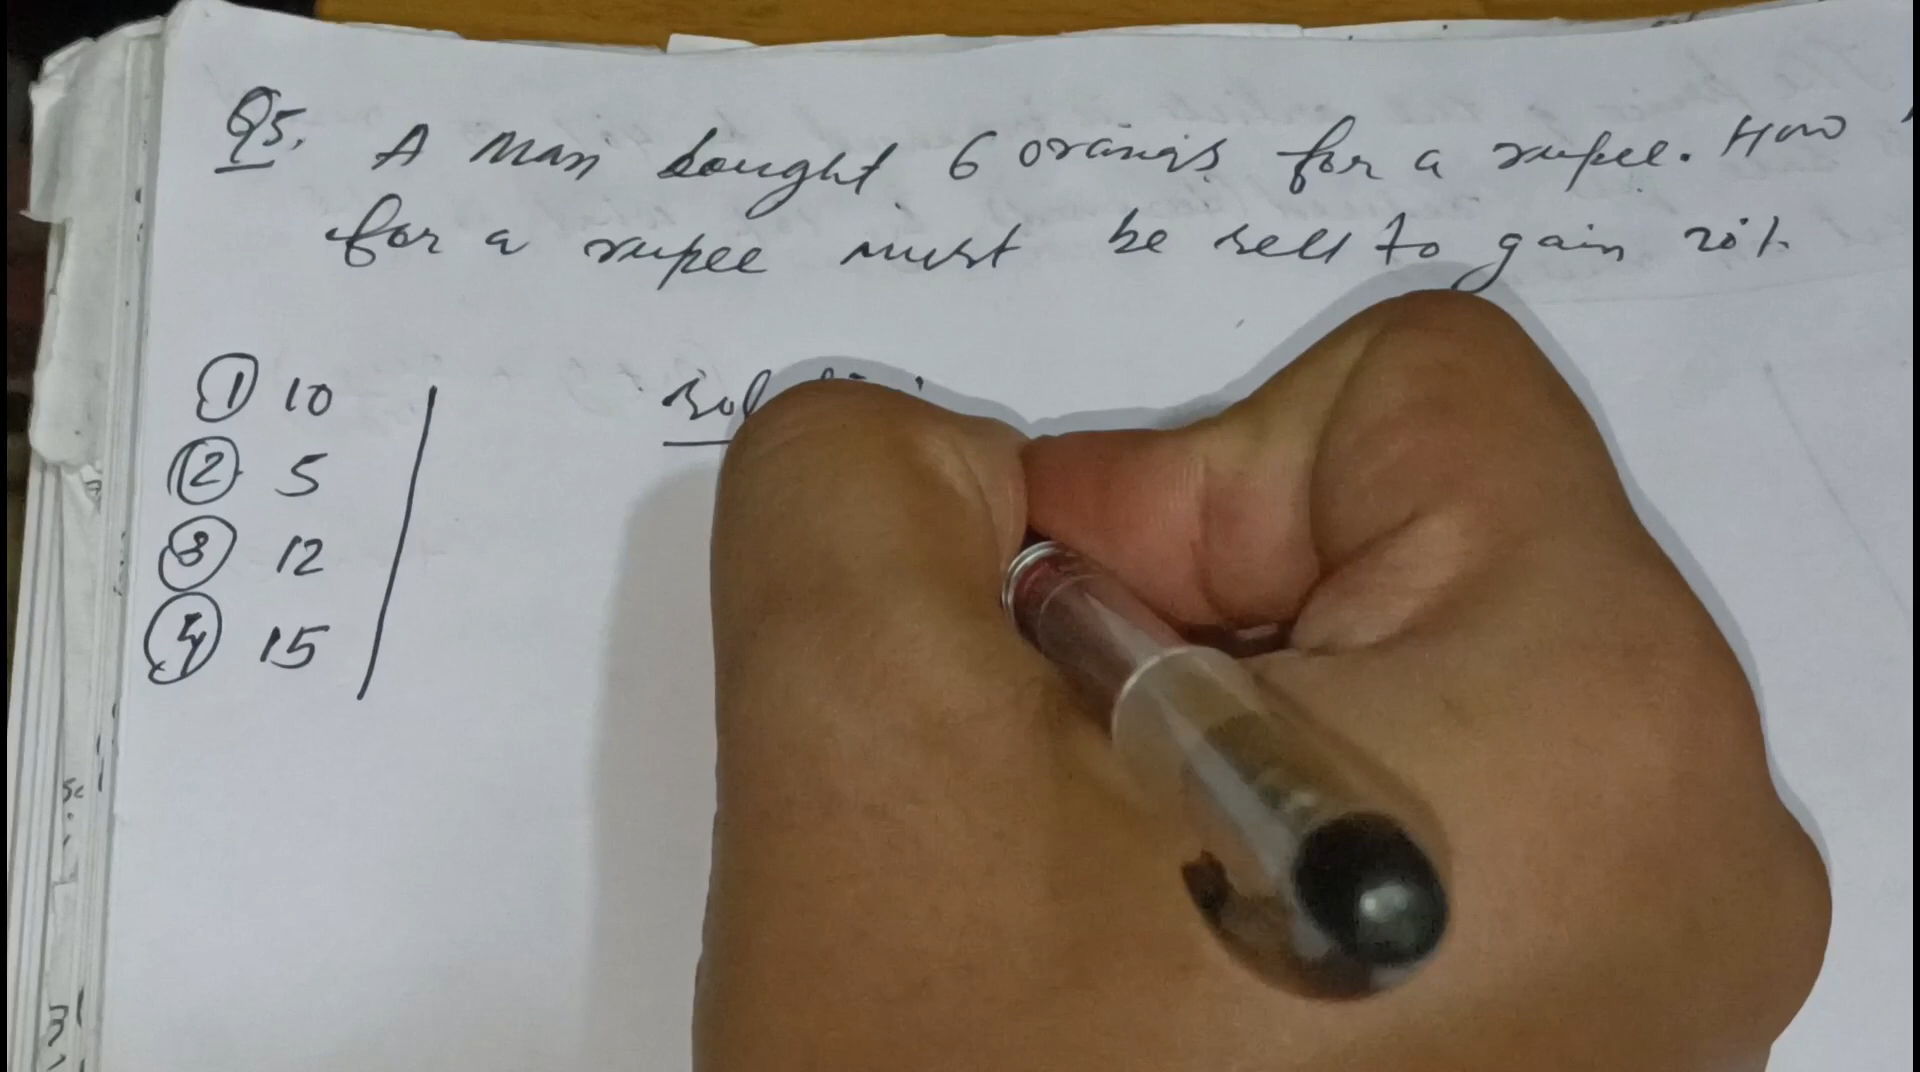 Q5. A Man bought 6 oranges for a rupee. How
for a rupee must be sell to gain 20%
① 10
② 5
③ 12
④ 15